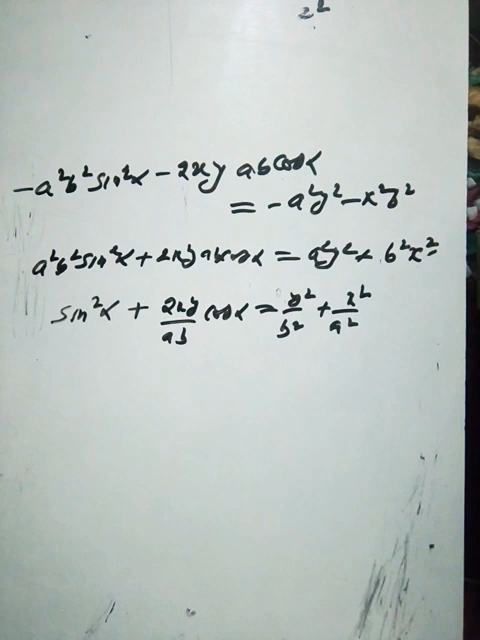 2²
-a²b²sin²α - 2xy ab cosα
= -a²y² - x²b²
a²b²sin²α + 2xy ab cosα = a²y² + b²x²
sin²α + 2xy/ab cosα = y²/b² + x²/a²